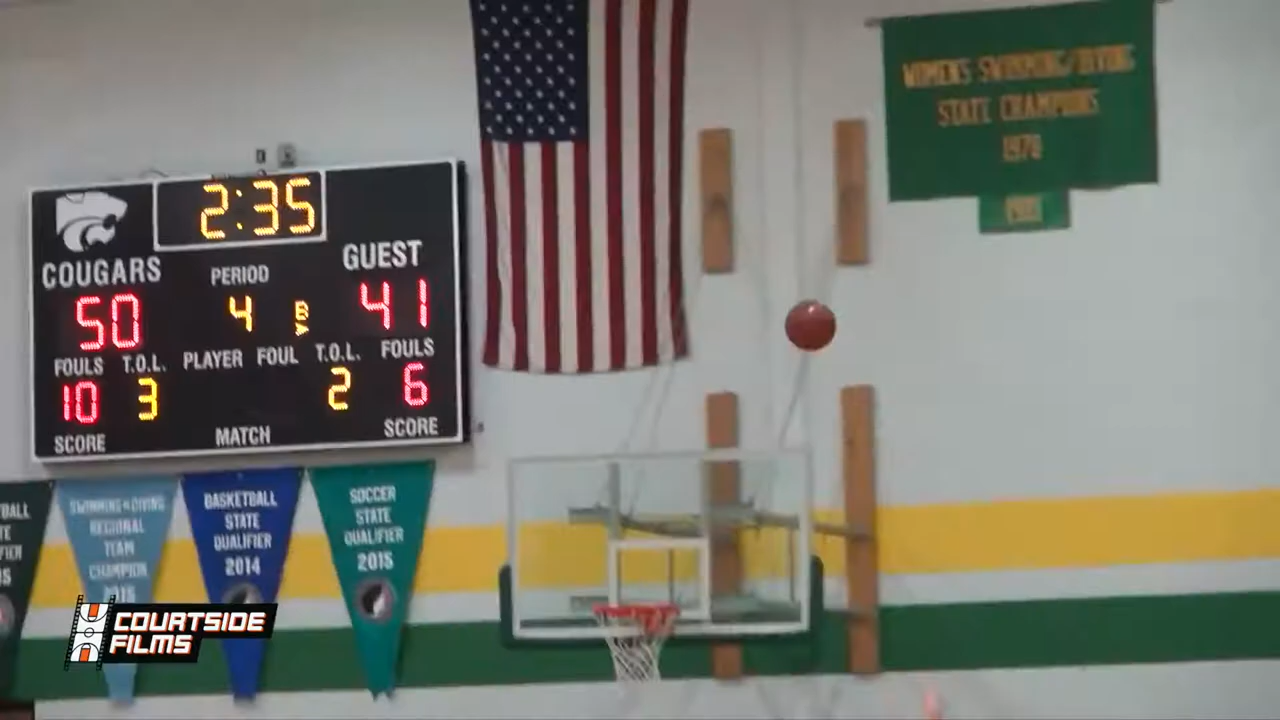 WOMEN'S SWIMMING/DIVING
STATE CHAMPIONS
1978
2:35
COUGARS
PERIOD
GUEST
50
4
41
FOULS
T.O.L.
PLAYER FOUL
T.O.L.
FOULS
10
3
2
6
SCORE
MATCH
SCORE
SWIMMING & DIVING
REGIONAL
TEAM
CHAMPION
BASKETBALL
STATE
QUALIFIER
2014
SOCCER
STATE
QUALIFIER
2015
COURTSIDE
FILMS